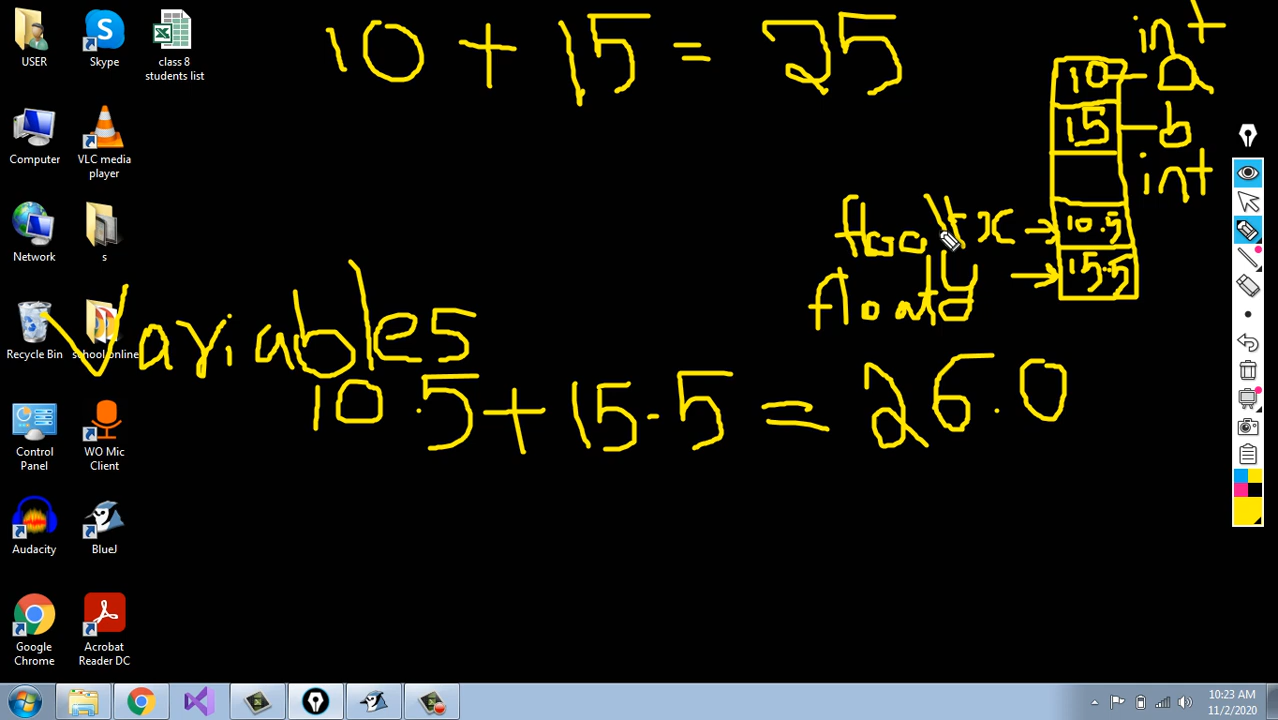 10 + 15 = 25
int
10 a
15 b
int
float x 10.5
float y 15.5
Variables
10.5 + 15.5 = 26.0
USER
Skype
class 8
students list
Computer
VLC media
player
Network
s
Recycle Bin
school online
Control
Panel
WO Mic
Client
Audacity
BlueJ
Google
Chrome
Acrobat
Reader DC
10:23 AM
11/2/2020